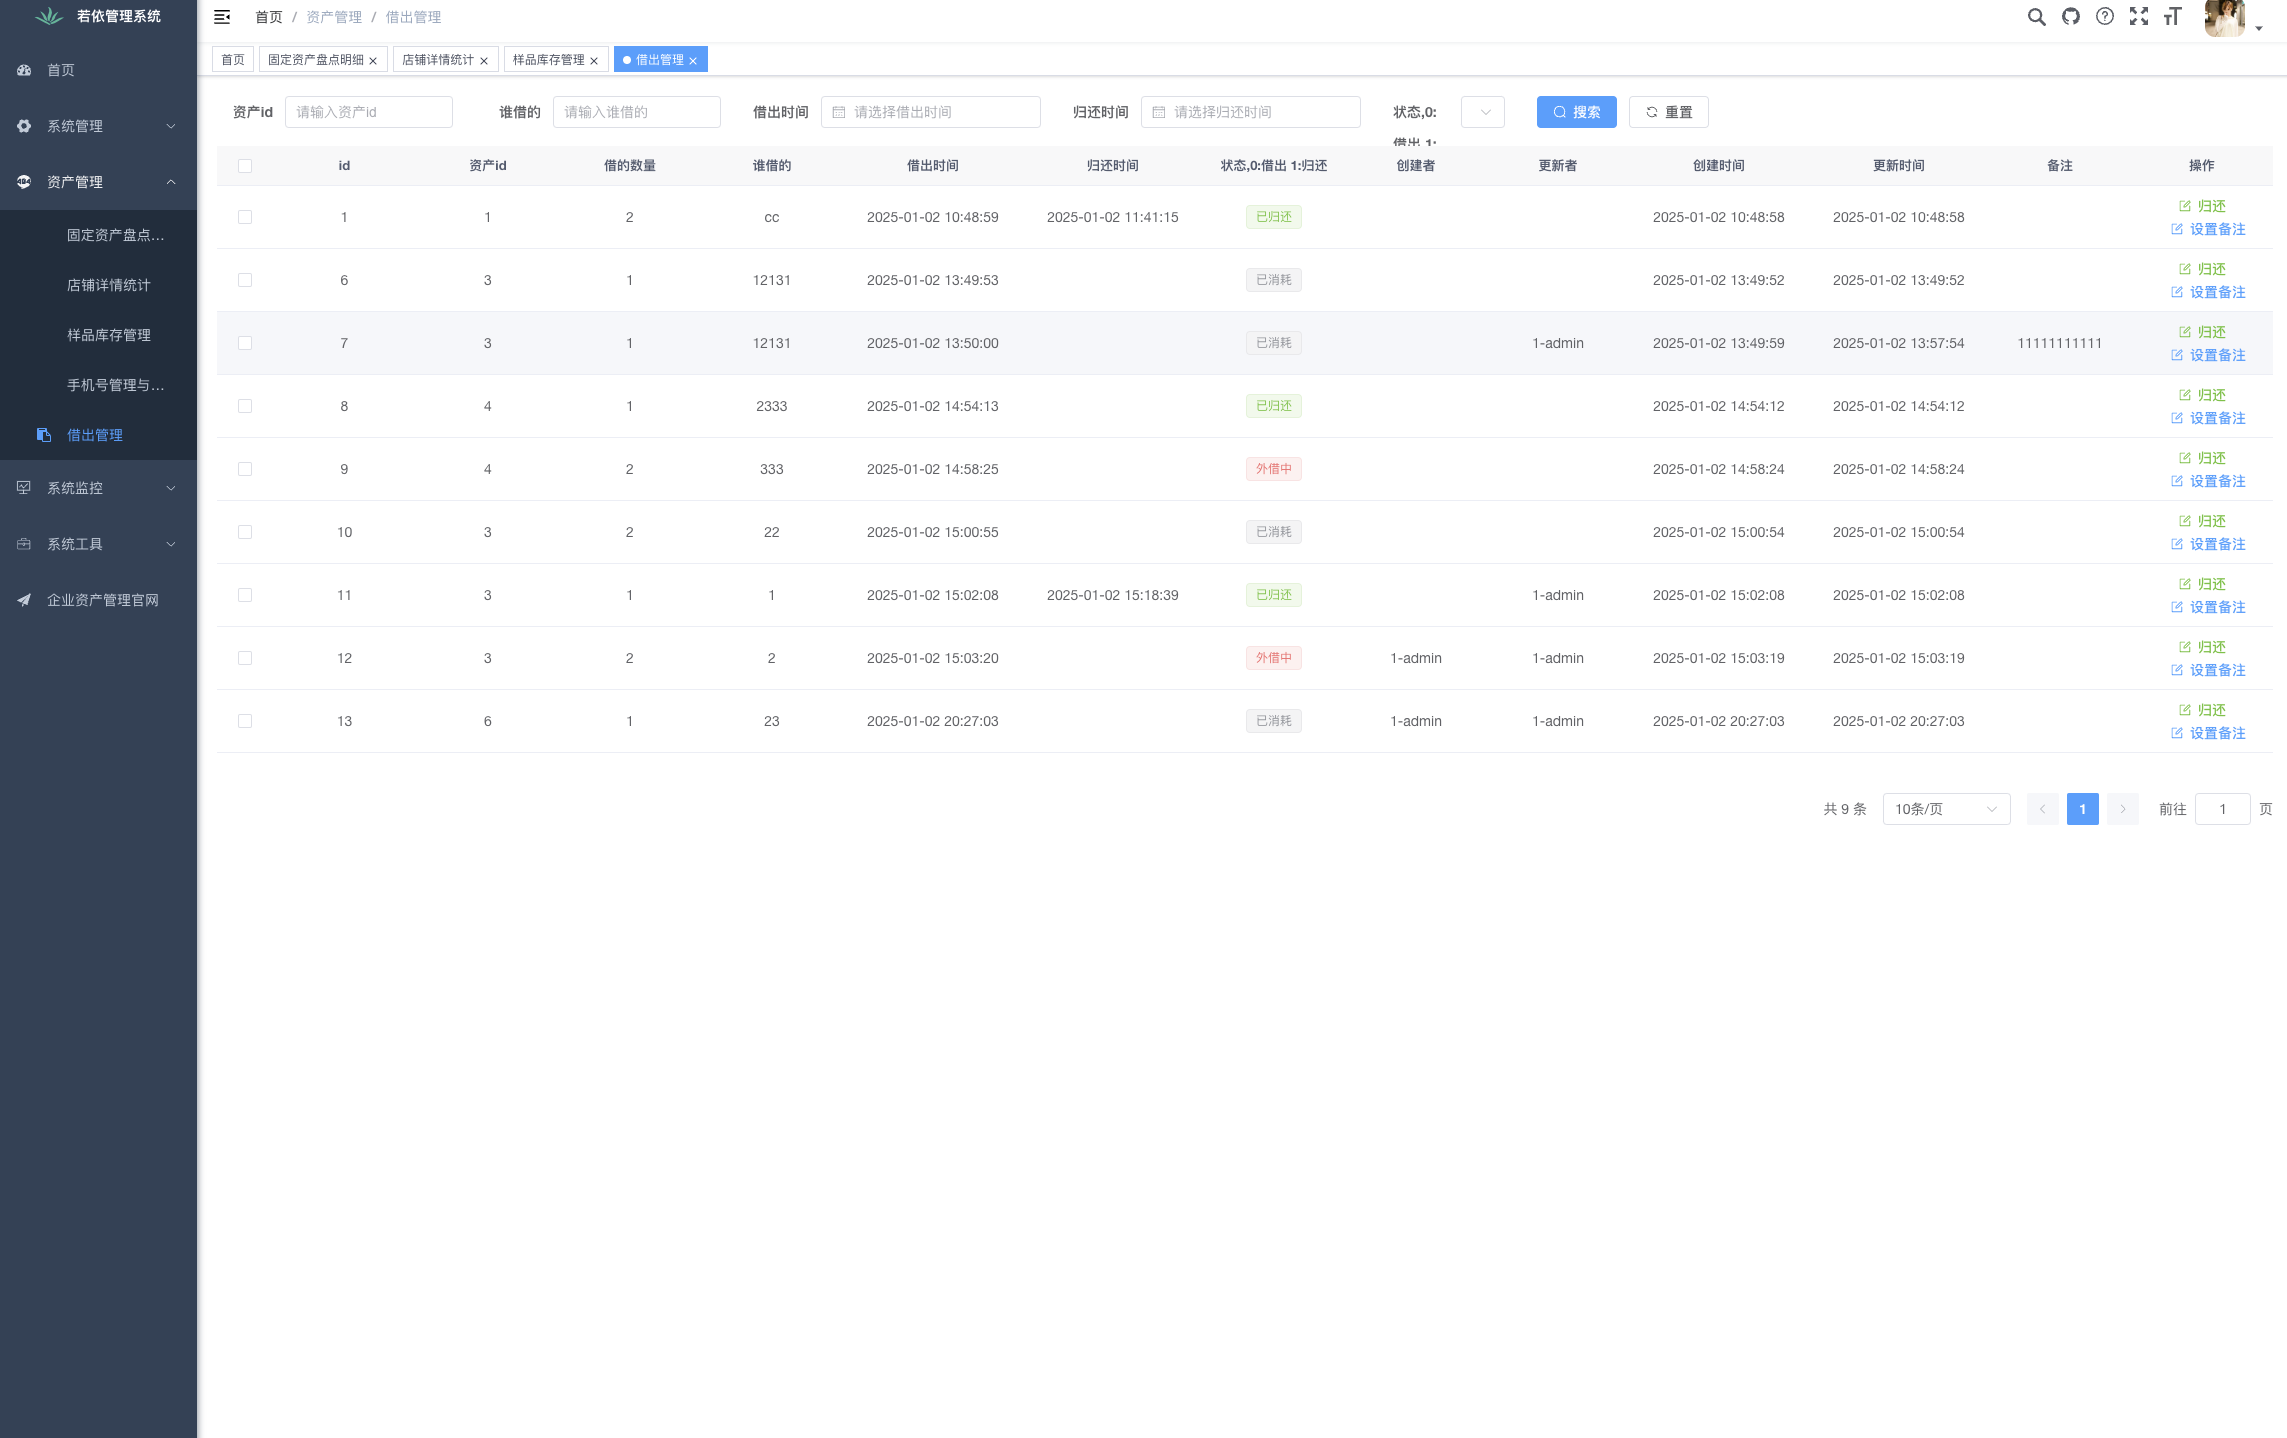 若依管理系统
首页 / 资产管理 / 借出管理
首页 固定资产盘点明细 店铺详情统计 样品库存管理 借出管理
首页
系统管理
资产管理
固定资产盘点...
店铺详情统计
样品库存管理
手机号管理与...
借出管理
系统监控
系统工具
企业资产管理官网
资产id 请输入资产id 谁借的 请输入谁借的 借出时间 请选择借出时间 归还时间 请选择归还时间 状态,0: 搜索 重置
借出 1:
id 资产id 借的数量 谁借的 借出时间 归还时间 状态,0:借出 1:归还 创建者 更新者 创建时间 更新时间 备注 操作
1 1 2 cc 2025-01-02 10:48:59 2025-01-02 11:41:15 已归还 2025-01-02 10:48:58 2025-01-02 10:48:58 归还
设置备注
6 3 1 12131 2025-01-02 13:49:53 已消耗 2025-01-02 13:49:52 2025-01-02 13:49:52 归还
设置备注
7 3 1 12131 2025-01-02 13:50:00 已消耗 1-admin 2025-01-02 13:49:59 2025-01-02 13:57:54 11111111111 归还
设置备注
8 4 1 2333 2025-01-02 14:54:13 已归还 2025-01-02 14:54:12 2025-01-02 14:54:12 归还
设置备注
9 4 2 333 2025-01-02 14:58:25 外借中 2025-01-02 14:58:24 2025-01-02 14:58:24 归还
设置备注
10 3 2 22 2025-01-02 15:00:55 已消耗 2025-01-02 15:00:54 2025-01-02 15:00:54 归还
设置备注
11 3 1 1 2025-01-02 15:02:08 2025-01-02 15:18:39 已归还 1-admin 2025-01-02 15:02:08 2025-01-02 15:02:08 归还
设置备注
12 3 2 2 2025-01-02 15:03:20 外借中 1-admin 1-admin 2025-01-02 15:03:19 2025-01-02 15:03:19 归还
设置备注
13 6 1 23 2025-01-02 20:27:03 已消耗 1-admin 1-admin 2025-01-02 20:27:03 2025-01-02 20:27:03 归还
设置备注
共 9 条 10条/页 1 前往 1 页